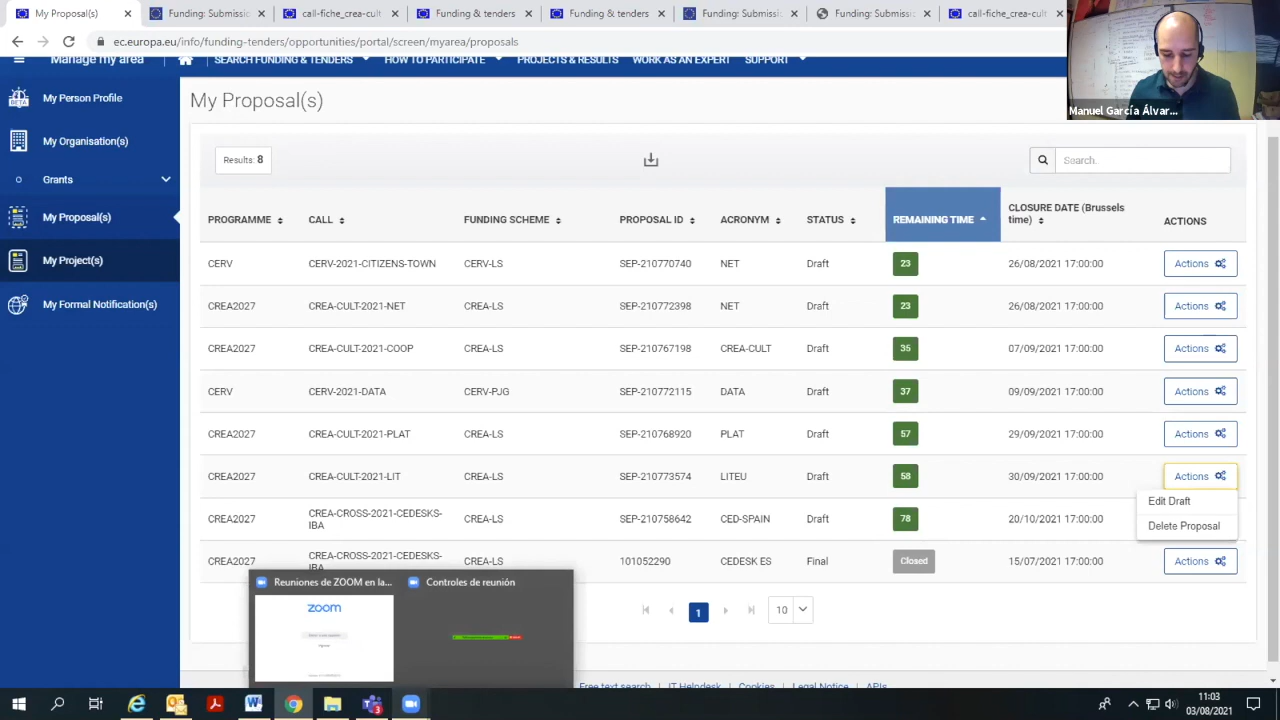 My Proposal(s)
Funding: Submissic
call-fiche_crea-cult
Funding & tenders
Funding & tenders
Funding: Submissic
Funding: Submissic
call-fiche_crea-cult
ec.europa.eu/info/funding-tenders/opportunities/portal/screen
area/proposals
Manage my area
SEARCH FUNDING & TENDERS
HOW TO PARTICIPATE
PROJECTS & RESULTS
WORK AS AN EXPERT
SUPPORT
Manuel García Álvar...
BETA
My Person Profile
My Organisation(s)
Grants
My Proposal(s)
My Project(s)
My Formal Notification(s)
My Proposal(s)
Results: 8
Search..
PROGRAMME CALL FUNDING SCHEME PROPOSAL ID ACRONYM STATUS REMAINING TIME CLOSURE DATE (Brussels time) ACTIONS
CERV CERV-2021-CITIZENS-TOWN CERV-LS SEP-210770740 NET Draft 23 26/08/2021 17:00:00 Actions
CREA2027 CREA-CULT-2021-NET CREA-LS SEP-210772398 NET Draft 23 26/08/2021 17:00:00 Actions
CREA2027 CREA-CULT-2021-COOP CREA-LS SEP-210767198 CREA-CULT Draft 35 07/09/2021 17:00:00 Actions
CERV CERV-2021-DATA CERV-PJG SEP-210772115 DATA Draft 37 09/09/2021 17:00:00 Actions
CREA2027 CREA-CULT-2021-PLAT CREA-LS SEP-210768920 PLAT Draft 57 29/09/2021 17:00:00 Actions
CREA2027 CREA-CULT-2021-LIT CREA-LS SEP-210773574 LITEU Draft 58 30/09/2021 17:00:00 Actions
Edit Draft
Delete Proposal
CREA2027 CREA-CROSS-2021-CEDESKS-IBA CREA-LS SEP-210758642 CED-SPAIN Draft 78 20/10/2021 17:00:00
CREA2027 CREA-CROSS-2021-CEDESKS-IBA CREA-LS 101052290 CEDESK ES Final Closed 15/07/2021 17:00:00 Actions
Reuniones de ZOOM en la...
Controles de reunión
zoom
1
10
Free text search
IT Helpdesk
Cookies
Legal Notice
APIs
11:03
03/08/2021